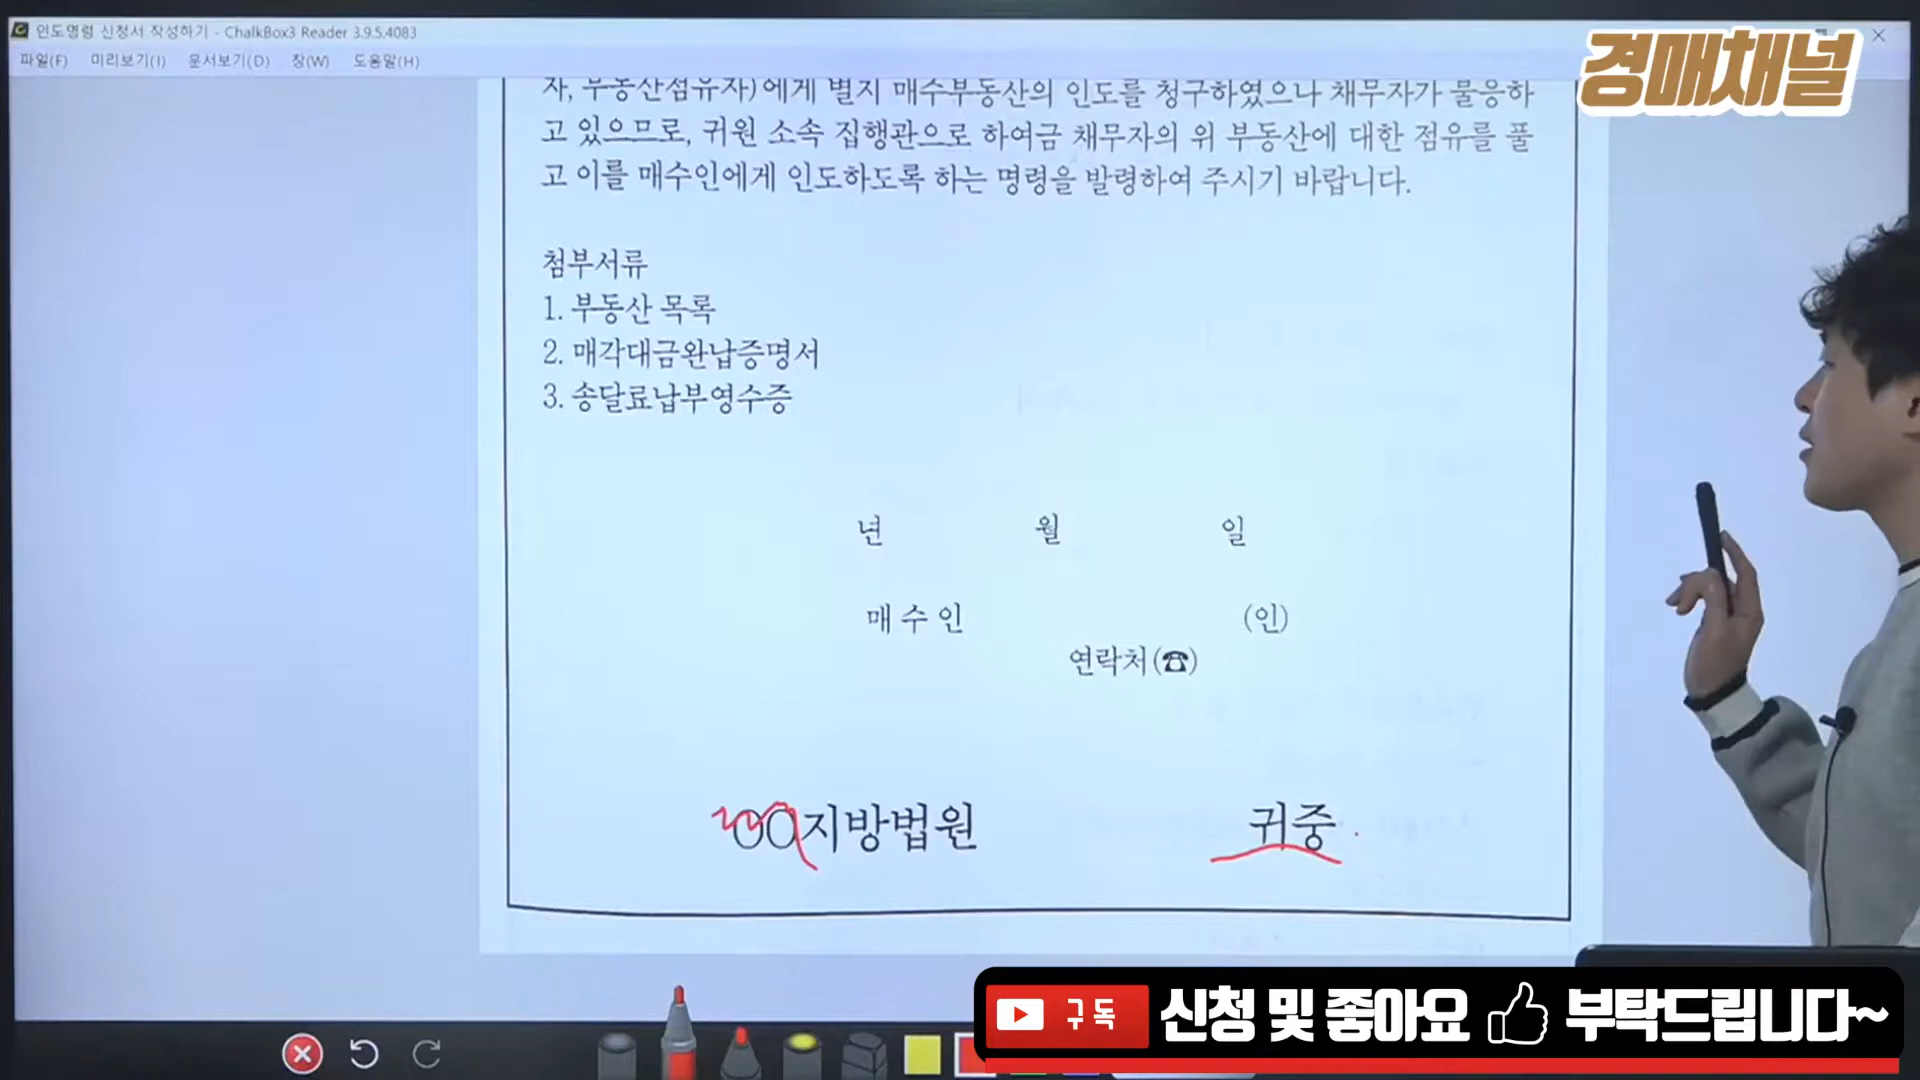 인도명령 신청서 작성하기 - ChalkBox3 Reader 3.9.5.4083
파일(F) 미리보기(I) 문서보기(D) 창(W) 도움말(H)
경매채널
자, 부동산점유자)에게 별지 매수부동산의 인도를 청구하였으나 채무자가 불응하
고 있으므로, 귀원 소속 집행관으로 하여금 채무자의 위 부동산에 대한 점유를 풀
고 이를 매수인에게 인도하도록 하는 명령을 발령하여 주시기 바랍니다.
첨부서류
1. 부동산 목록
2. 매각대금완납증명서
3. 송달료납부영수증
년 월 일
매 수 인 (인)
연락처(☎)
○○지방법원 귀중
구독 신청 및 좋아요 부탁드립니다~